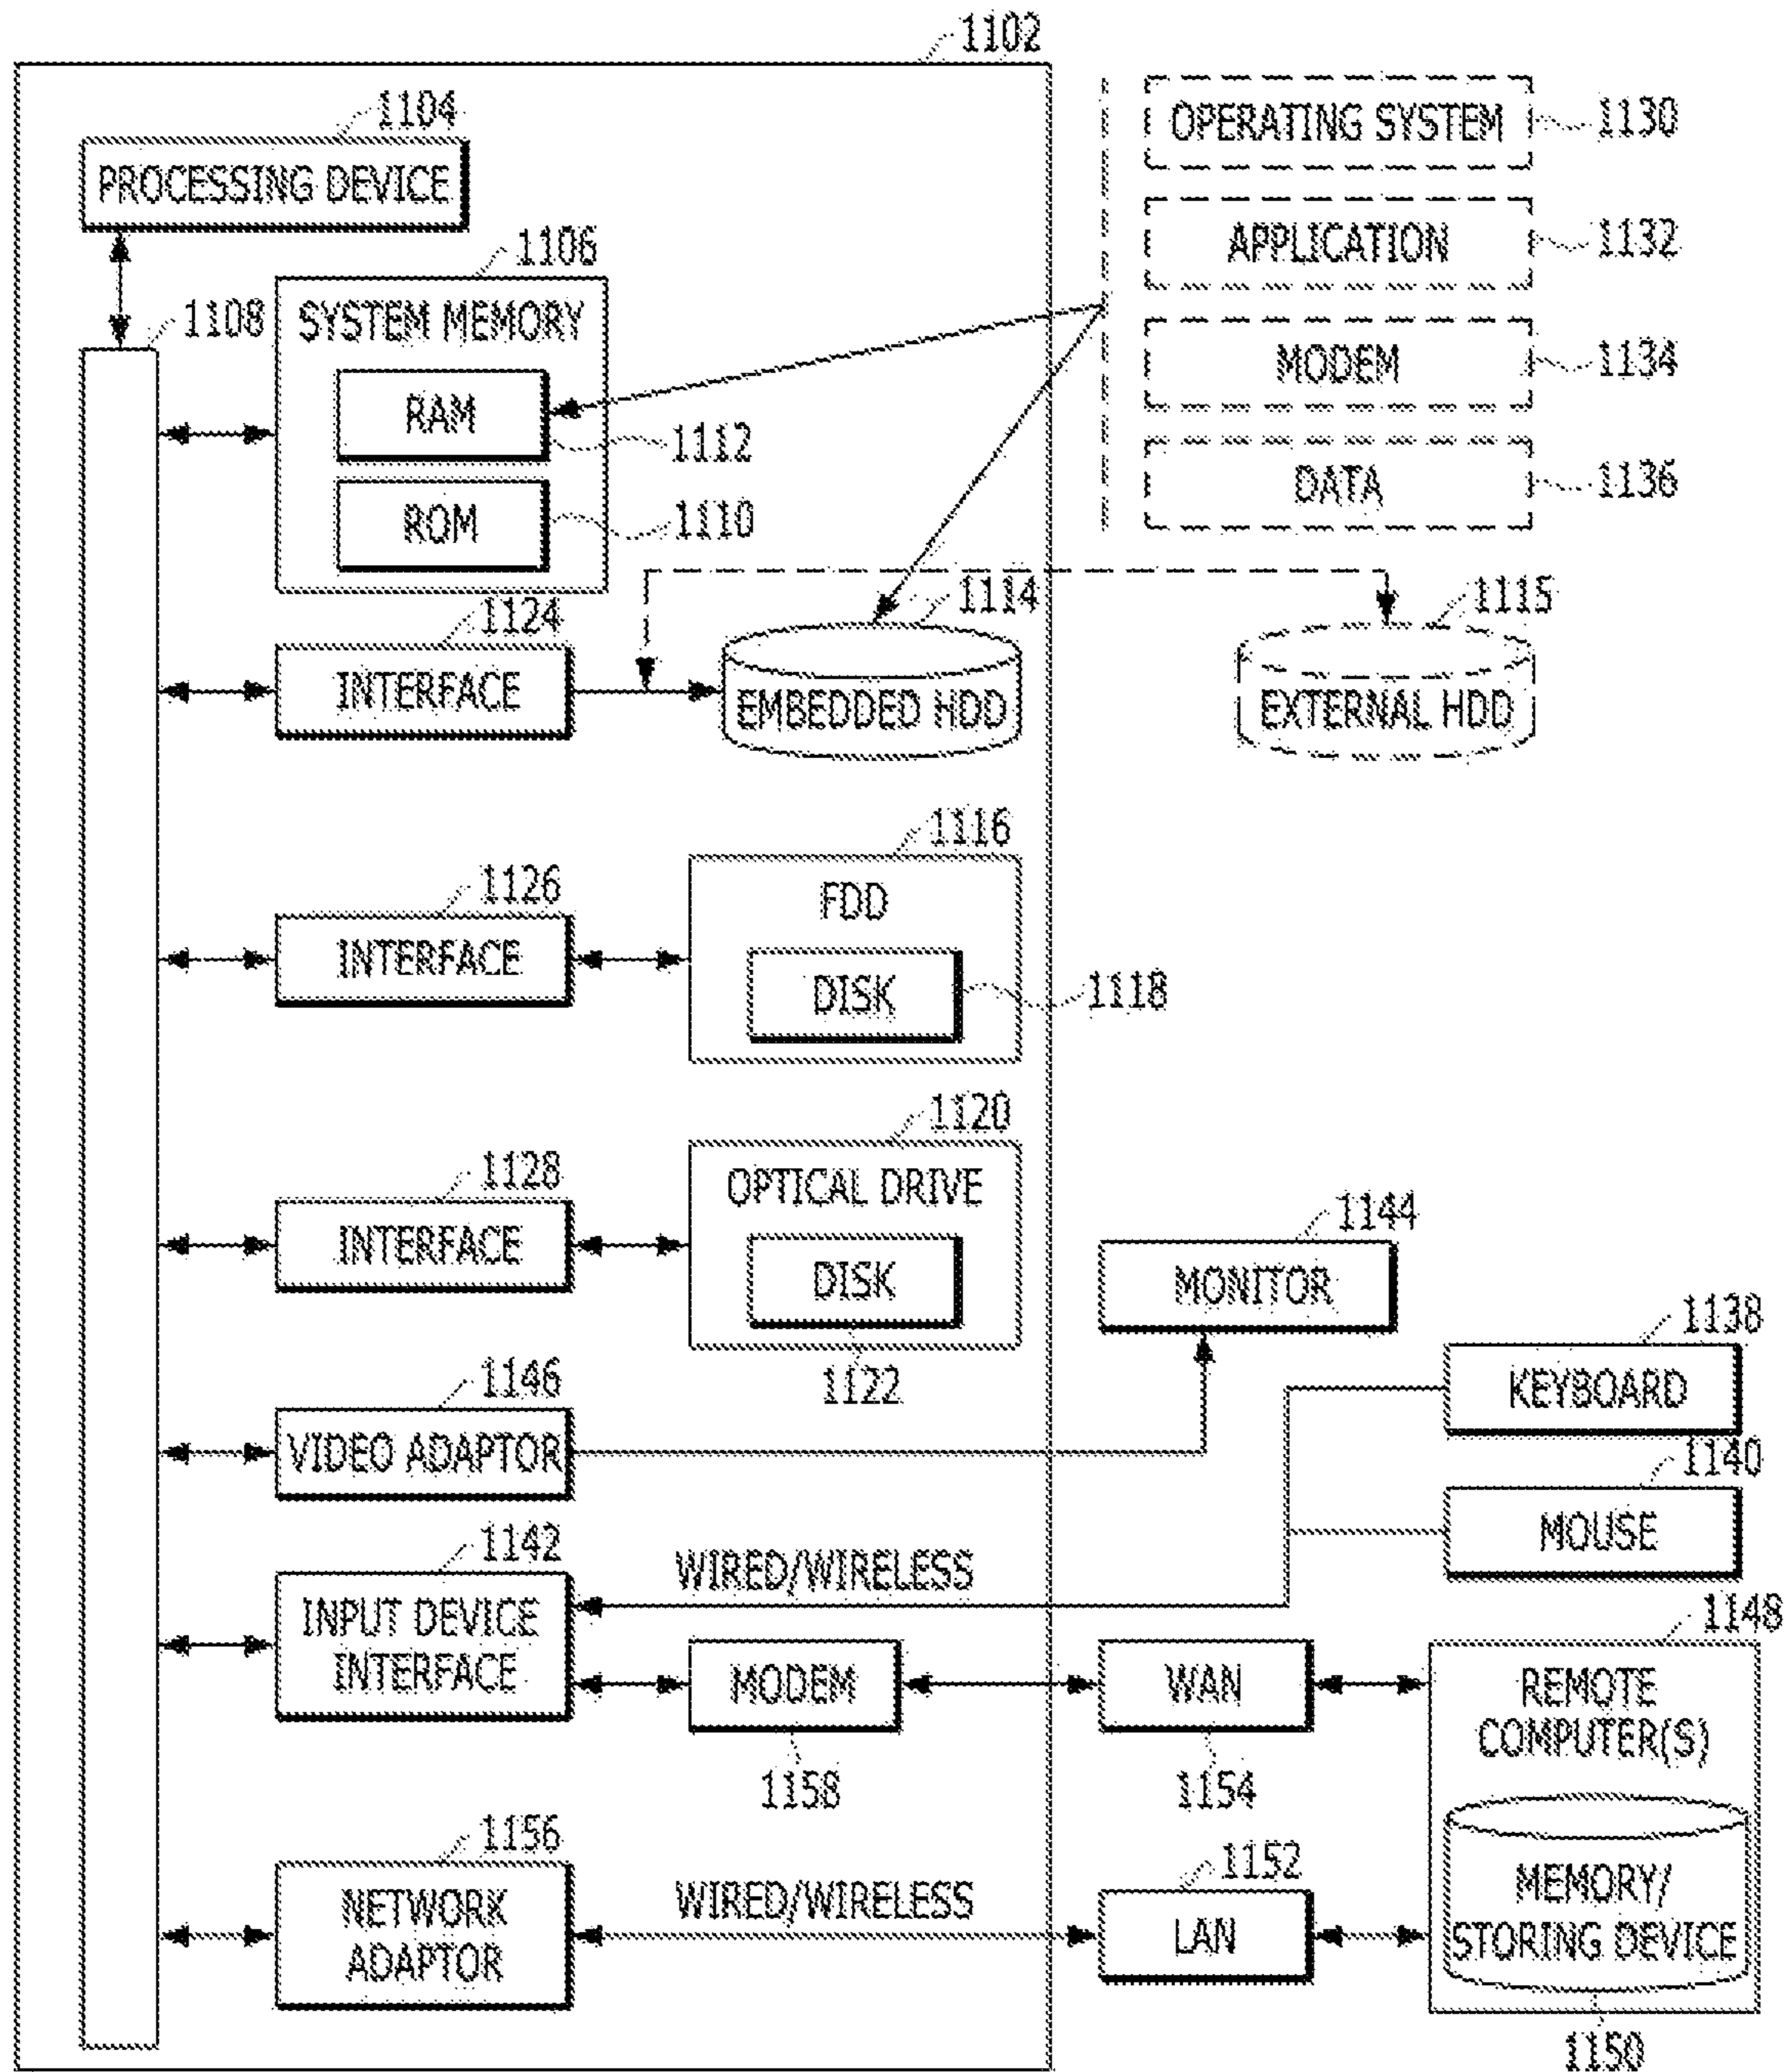 1102
1104
PROCESSING DEVICE
OPERATING SYSTEM
1130
APPLICATION
1132
MODEM
1134
DATA
1136
1106
1108
SYSTEM MEMORY
RAM
1112
ROM
1110
1124
INTERFACE
1114
EMBEDDED HDD
1115
EXTERNAL HDD
1116
FDD
1126
INTERFACE
DISK
1118
1120
OPTICAL DRIVE
1128
INTERFACE
DISK
1122
1144
MONITOR
1138
KEYBOARD
1146
VIDEO ADAPTOR
1140
MOUSE
1142
INPUT DEVICE
INTERFACE
WIRED/WIRELESS
MODEM
1158
WAN
1154
1148
REMOTE
COMPUTER(S)
MEMORY/
STORING DEVICE
1150
1156
NETWORK
ADAPTOR
WIRED/WIRELESS
1152
LAN